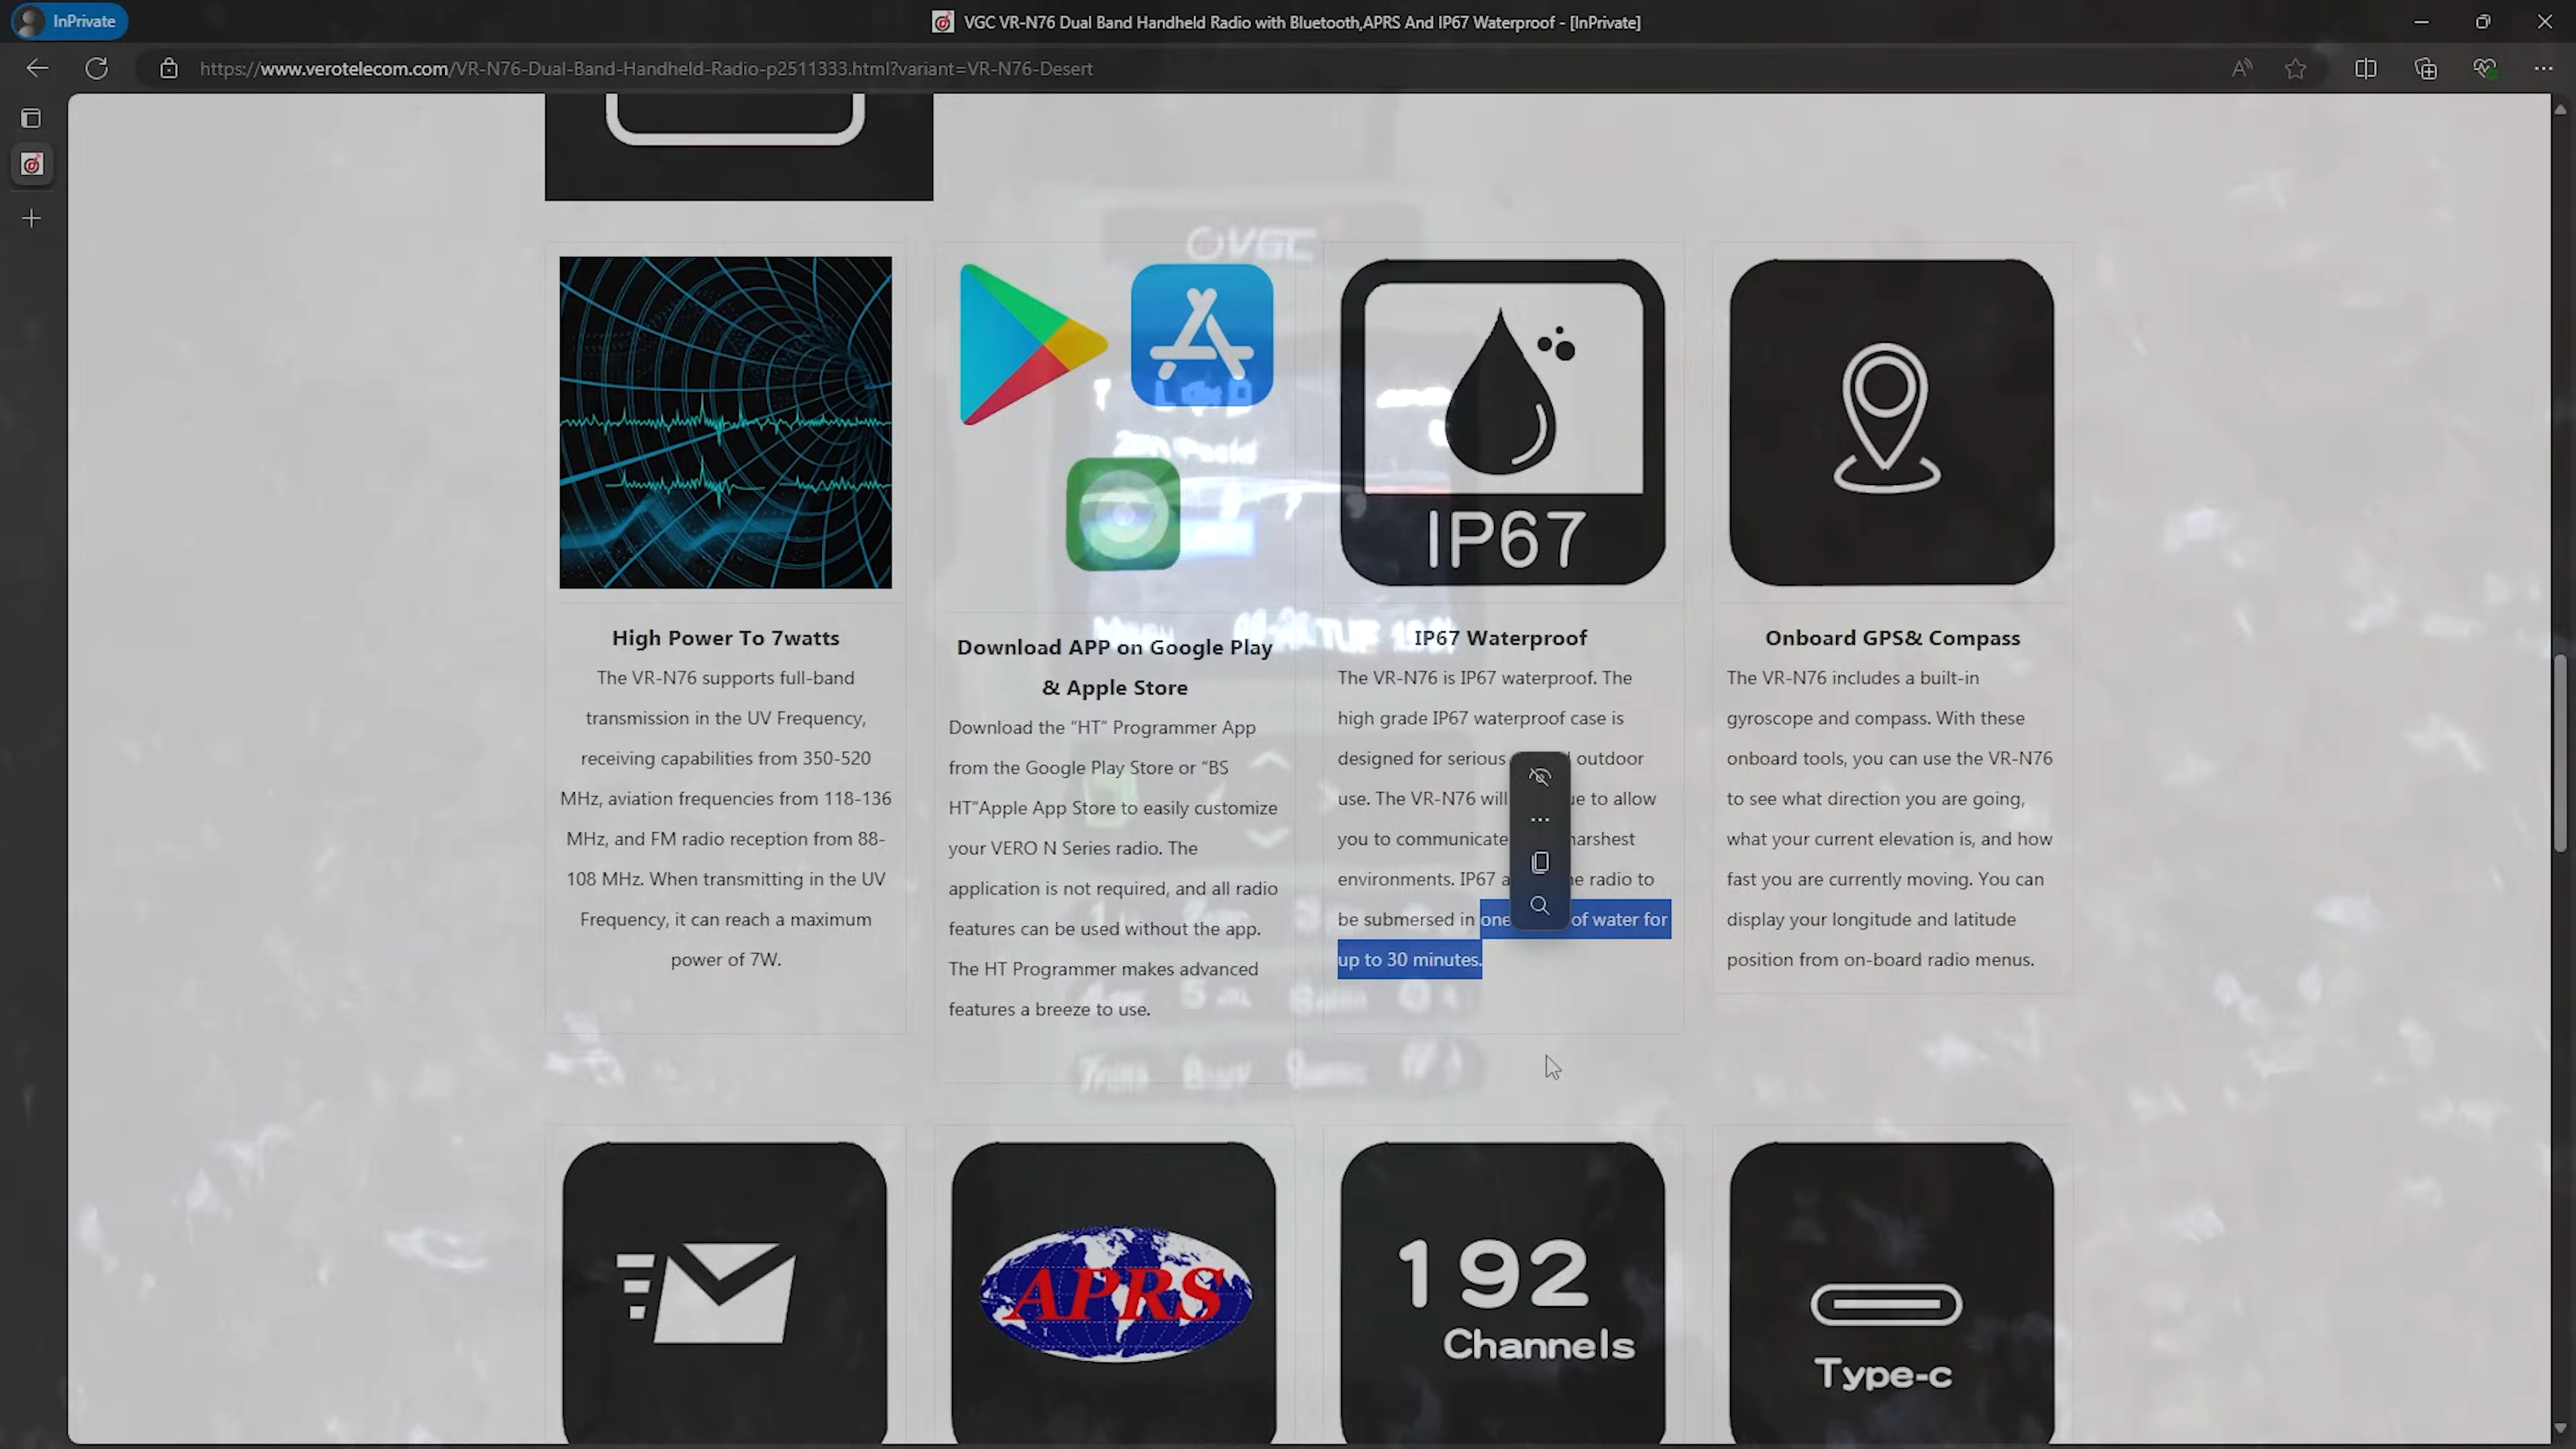 InPrivate
VGC VR-N76 Dual Band Handheld Radio with Bluetooth,APRS And IP67 Waterproof - [InPrivate]
https://www.verotelecom.com/VR-N76-Dual-Band-Handheld-Radio-p2511333.html?variant=VR-N76-Desert
VGC
IP67
High Power To 7watts
The VR-N76 supports full-band
transmission in the UV Frequency,
receiving capabilities from 350-520
MHz, aviation frequencies from 118-136
MHz, and FM radio reception from 88-
108 MHz. When transmitting in the UV
Frequency, it can reach a maximum
power of 7W.
Download APP on Google Play
& Apple Store
Download the “HT” Programmer App
from the Google Play Store or “BS
HT”Apple App Store to easily customize
your VERO N Series radio. The
application is not required, and all radio
features can be used without the app.
The HT Programmer makes advanced
features a breeze to use.
IP67 Waterproof
The VR-N76 is IP67 waterproof. The
high grade IP67 waterproof case is
designed for serious outdoor
use. The VR-N76 will to allow
you to communicate
environments. IP67 radio to
be submersed in one of water for
up to 30 minutes.
Onboard GPS& Compass
The VR-N76 includes a built-in
gyroscope and compass. With these
onboard tools, you can use the VR-N76
to see what direction you are going,
what your current elevation is, and how
fast you are currently moving. You can
display your longitude and latitude
position from on-board radio menus.
APRS
192
Channels
Type-c